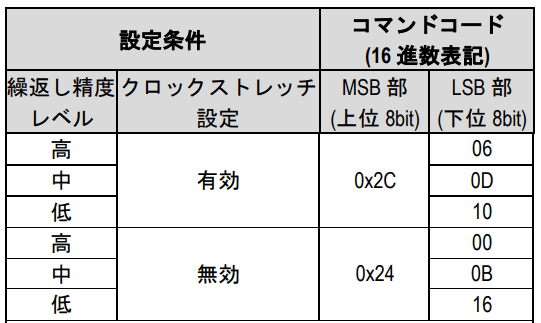 設定条件
コマンドコード
(16 進数表記)
繰返し精度
レベル
クロックストレッチ
設定
MSB 部
(上位 8bit)
LSB 部
(下位 8bit)
高
有効
0x2C
06
中
0D
低
10
高
無効
0x24
00
中
0B
低
16